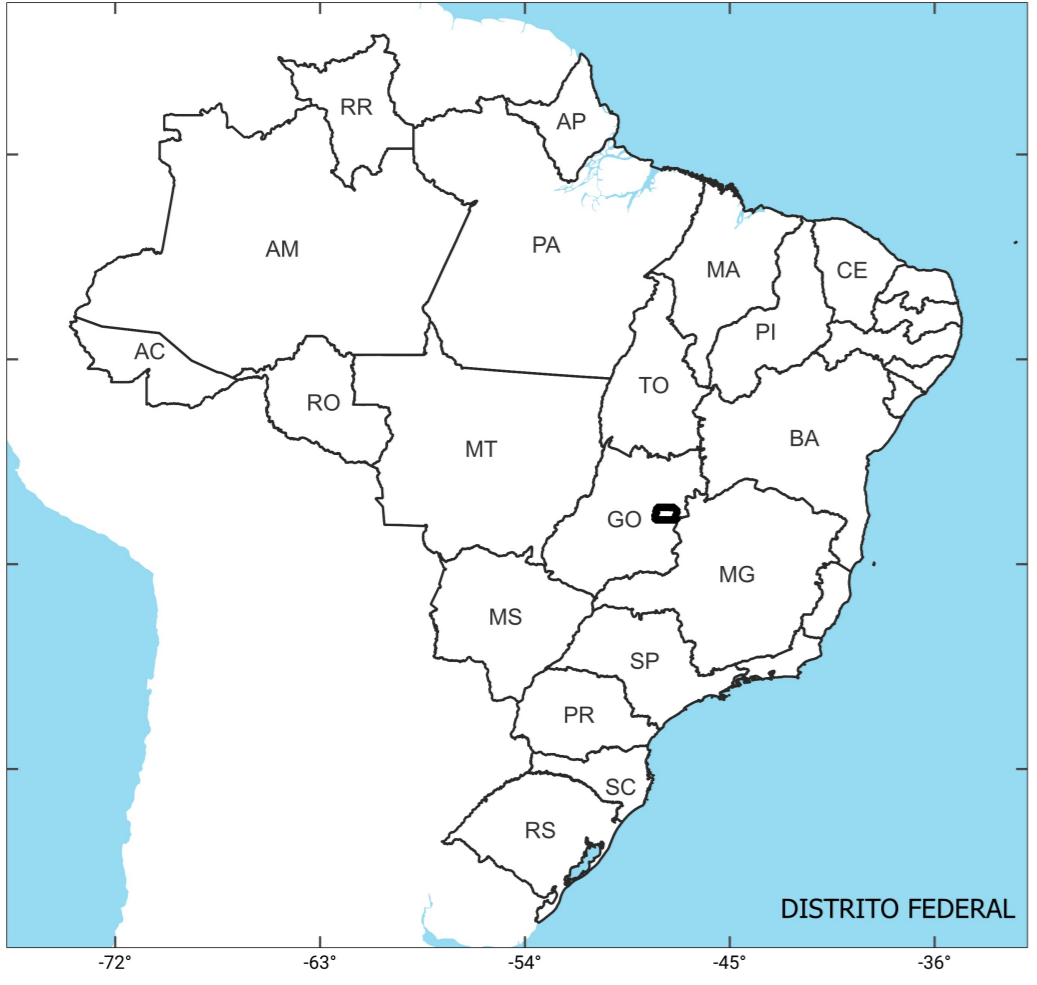 RR
AP
AM
PA
MA
CE
PI
AC
TO
RO
BA
MT
GO
MG
MS
SP
PR
SC
RS
DISTRITO FEDERAL
-72°
-63°
-54°
-45°
-36°